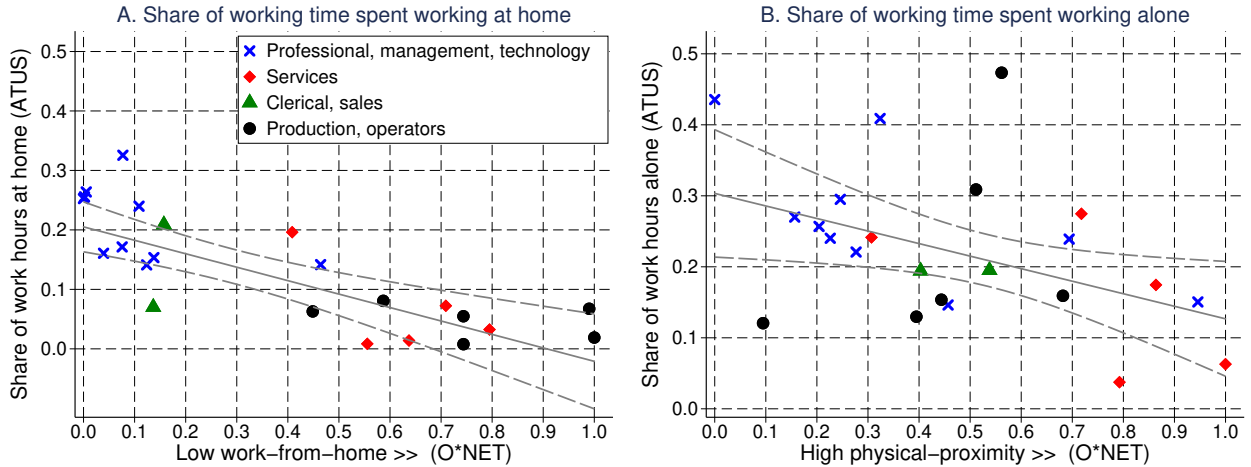 A. Share of working time spent working at home
Share of work hours at home (ATUS)
0.5
0.4
0.3
0.2
0.1
0.0
Professional, management, technology
Services
Clerical, sales
Production, operators
0.0 0.1 0.2 0.3 0.4 0.5 0.6 0.7 0.8 0.9 1.0
Low work−from−home >> (O*NET)
B. Share of working time spent working alone
Share of work hours alone (ATUS)
0.5
0.4
0.3
0.2
0.1
0.0
0.0 0.1 0.2 0.3 0.4 0.5 0.6 0.7 0.8 0.9 1.0
High physical−proximity >> (O*NET)